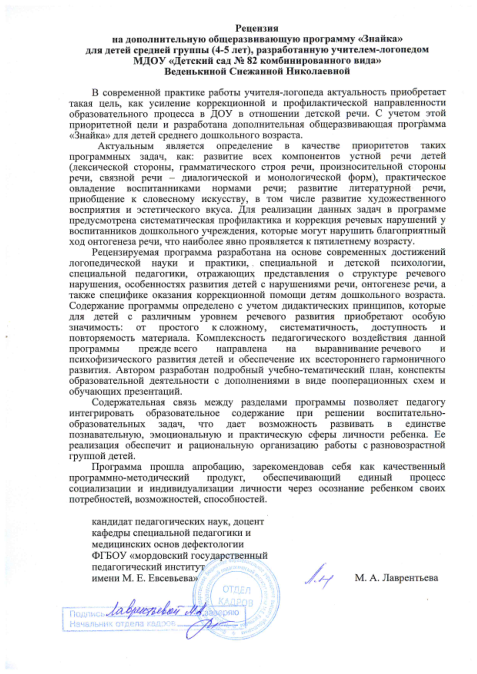 Рецензия
на дополнительную общеразвивающую программу «Знайка»
для детей средней группы (4-5 лет), разработанную учителем-логопедом
МДОУ «Детский сад № 82 комбинированного вида»
Веденькиной Снежанной Николаевной
В современной практике работы учителя-логопеда актуальность приобретает
такая цель, как усиление коррекционной и профилактической направленности
образовательного процесса в ДОУ в отношении детской речи. С учетом этой
приоритетной цели и разработана дополнительная общеразвивающая программа
«Знайка» для детей среднего дошкольного возраста.
Актуальным является определение в качестве приоритетов таких
программных задач, как: развитие всех компонентов устной речи детей
(лексической стороны, грамматического строя речи, произносительной стороны
речи, связной речи – диалогической и монологической форм), практическое
овладение воспитанниками нормами речи; развитие литературной речи,
приобщение к словесному искусству, в том числе развитие художественного
восприятия и эстетического вкуса. Для реализации данных задач в программе
предусмотрена систематическая профилактика и коррекция речевых нарушений у
воспитанников дошкольного учреждения, которые могут нарушить благоприятный
ход онтогенеза речи, что наиболее явно проявляется к пятилетнему возрасту.
Рецензируемая программа разработана на основе современных достижений
логопедической науки и практики, специальной и детской психологии,
специальной педагогики, отражающих представления о структуре речевого
нарушения, особенностях развития детей с нарушениями речи, онтогенезе речи, а
также специфике оказания коррекционной помощи детям дошкольного возраста.
Содержание программы определено с учетом дидактических принципов, которые
для детей с различным уровнем речевого развития приобретают особую
значимость: от простого к сложному, систематичность, доступность и
повторяемость материала. Комплексность педагогического воздействия данной
программы прежде всего направлена на выравнивание речевого и
психофизического развития детей и обеспечение их всестороннего гармоничного
развития. Автором разработан подробный учебно-тематический план, конспекты
образовательной деятельности с дополнениями в виде пооперационных схем и
обучающих презентаций.
Содержательная связь между разделами программы позволяет педагогу
интегрировать образовательное содержание при решении воспитательно-
образовательных задач, что дает возможность развивать в единстве
познавательную, эмоциональную и практическую сферы личности ребенка. Ее
реализация обеспечит и рациональную организацию работы с разновозрастной
группой детей.
Программа прошла апробацию, зарекомендовав себя как качественный
программно-методический продукт, обеспечивающий единый процесс
социализации и индивидуализации личности через осознание ребенком своих
потребностей, возможностей, способностей.
кандидат педагогических наук, доцент
кафедры специальной педагогики и
медицинских основ дефектологии
ФГБОУ «мордовский государственный
педагогический институт
имени М. Е. Евсевьева» М. А. Лаврентьева
ОТДЕЛ
КАДРОВ
Подпись Лаврентьевой М.А. заверяю
Начальник отдела кадров